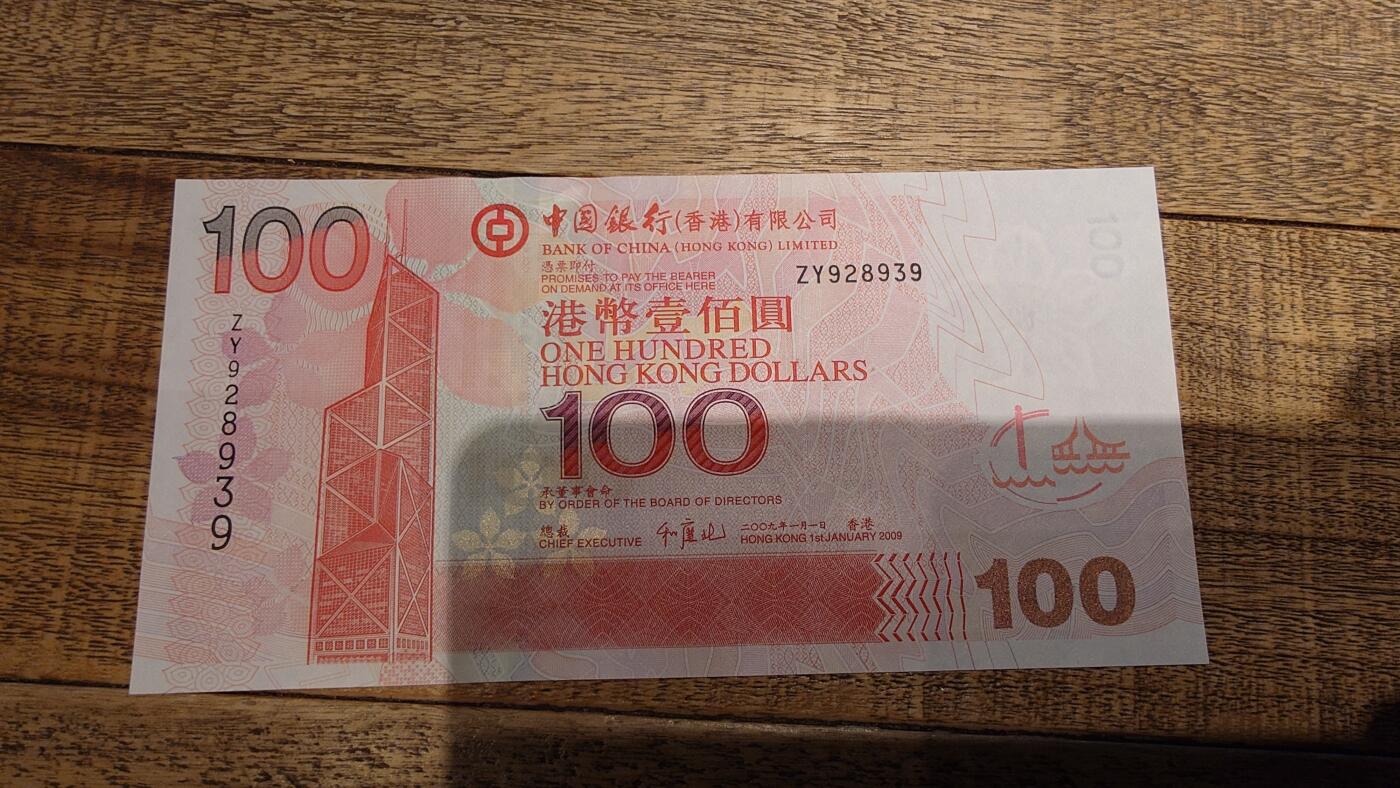 100
中国銀行(香港)有限公司
BANK OF CHINA (HONG KONG) LIMITED
憑票即付
PROMISES TO PAY THE BEARER
ON DEMAND AT ITS OFFICE HERE
ZY928939
港幣壹佰圓
ONE HUNDRED
HONG KONG DOLLARS
100
ZY928939
承董事會命
BY ORDER OF THE BOARD OF DIRECTORS
總裁
CHIEF EXECUTIVE
二〇〇九年一月一日 香港
HONG KONG 1st JANUARY 2009
100
100